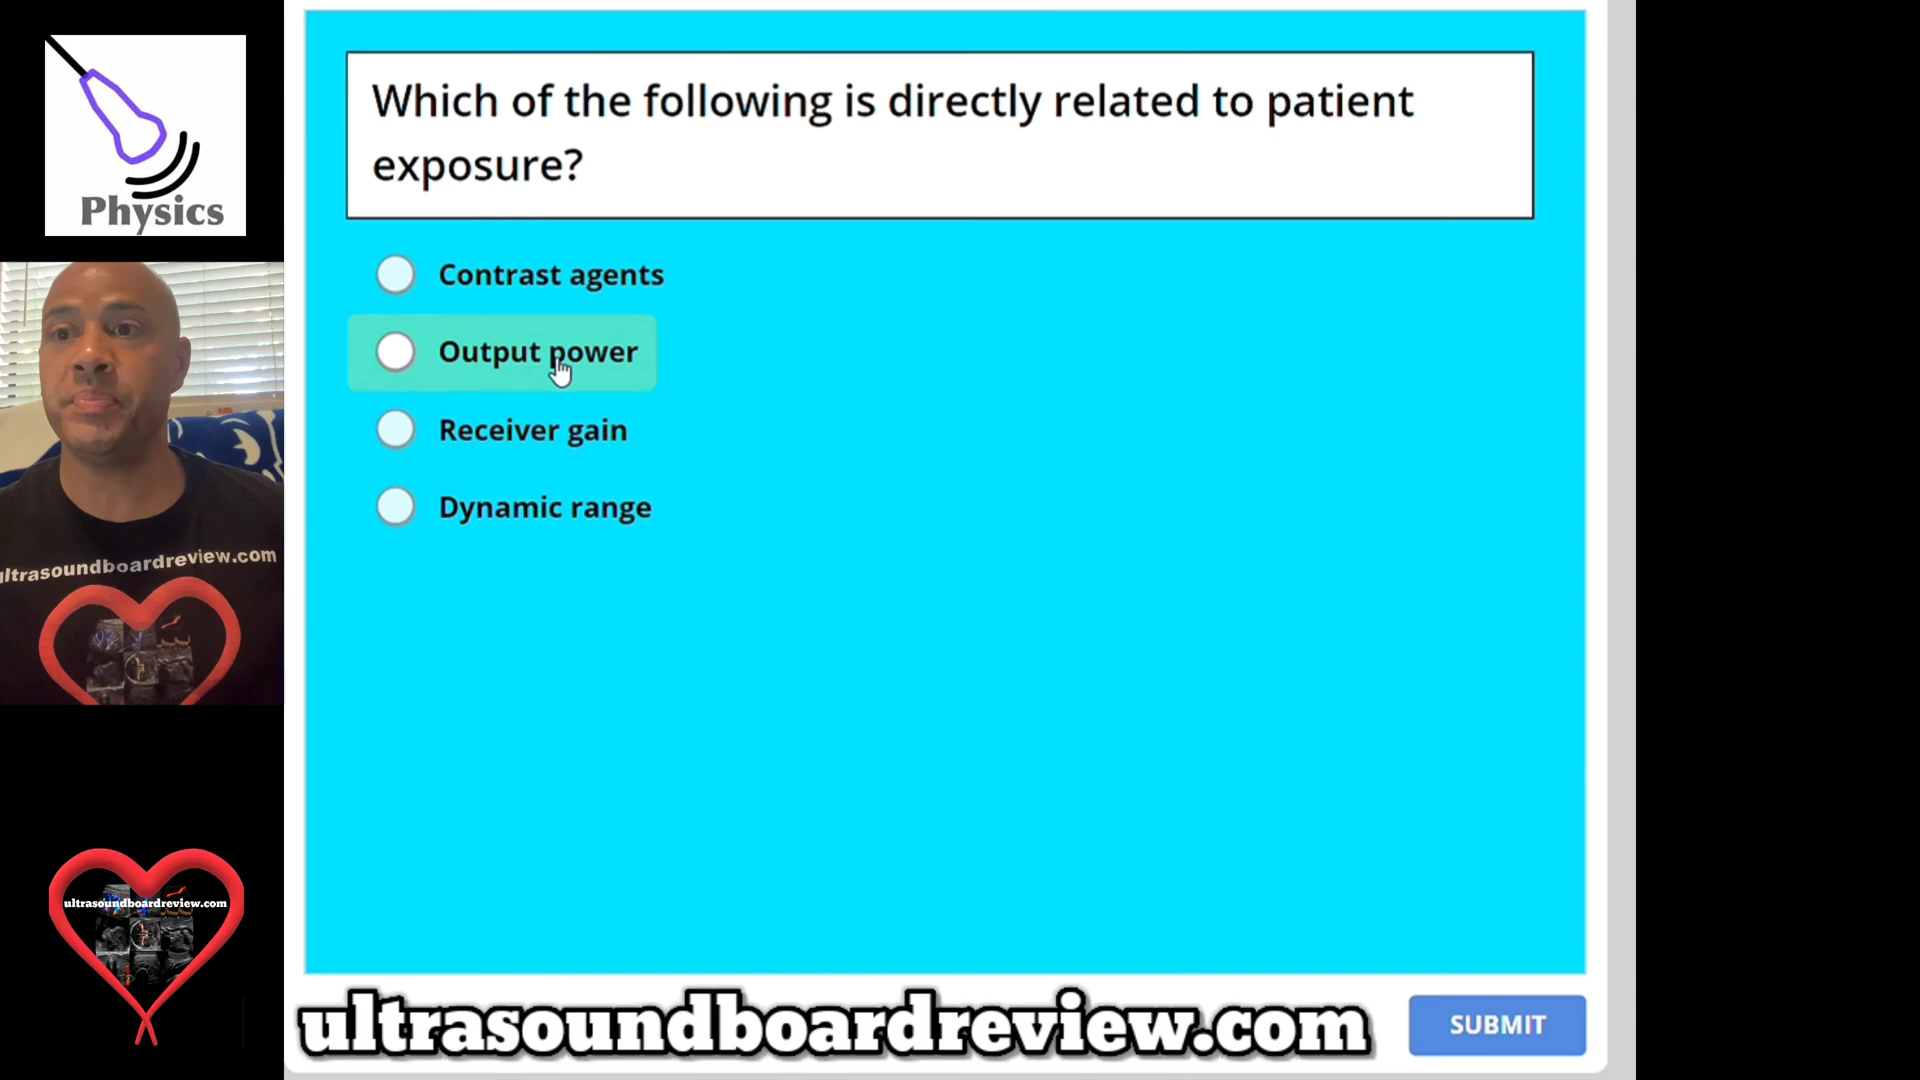 Physics
Which of the following is directly related to patient
exposure?
Contrast agents
Output power
Receiver gain
Dynamic range
ultrasoundboardreview.com
ultrasoundboardreview.com
ultrasoundboardreview.com
SUBMIT